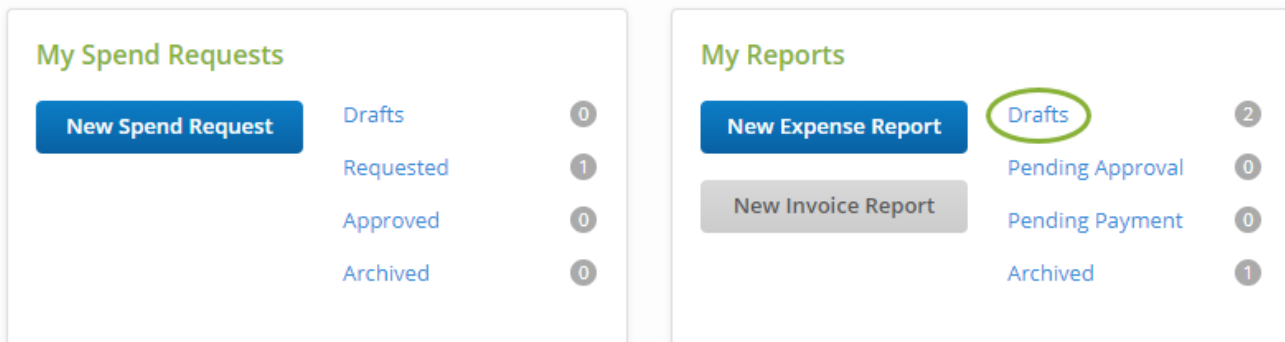 My Spend Requests
New Spend Request
Drafts 0
Requested 1
Approved 0
Archived 0
My Reports
New Expense Report
New Invoice Report
Drafts 2
Pending Approval 0
Pending Payment 0
Archived 1